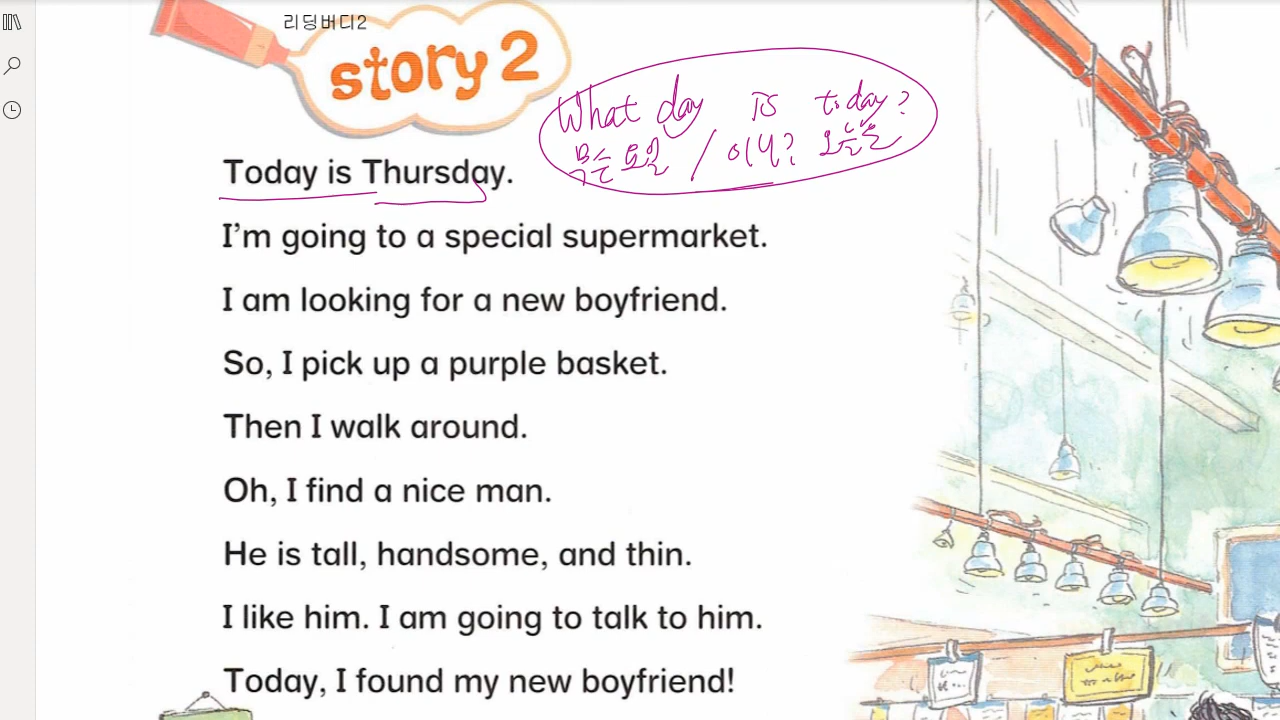 리딩버디2
story 2
What day is today?
무슨 요일 / 이니? 오늘은
Today is Thursday.
I'm going to a special supermarket.
I am looking for a new boyfriend.
So, I pick up a purple basket.
Then I walk around.
Oh, I find a nice man.
He is tall, handsome, and thin.
I like him. I am going to talk to him.
Today, I found my new boyfriend!